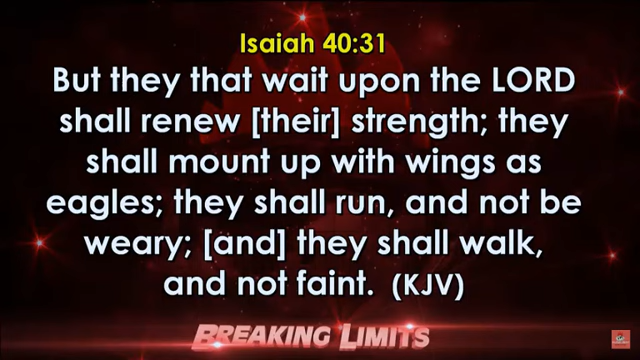 Isaiah 40:31
But they that wait upon the LORD
shall renew [their] strength; they
shall mount up with wings as
eagles; they shall run, and not be
weary; [and] they shall walk,
and not faint. (KJV)
BREAKING LIMITS